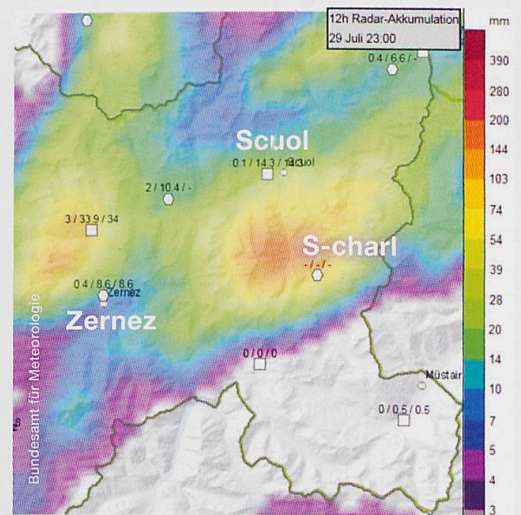 12h Radar-Akkumulation
29 Juli 23:00
mm
390
280
200
144
103
74
54
39
28
20
14
10
7
5
4
3
0.4 / 6.6 / -
Scuol
0.1 / 14.3 /
Scuol
2 / 10.4 / -
3 / 33.9 / 34
S-charl
- / - / -
0.4 / 8.6 / 8.6
Zernez
Zernez
0 / 0 / 0
Müstair
0 / 0.5 / 0.5
Bundesamt für Meteorologie